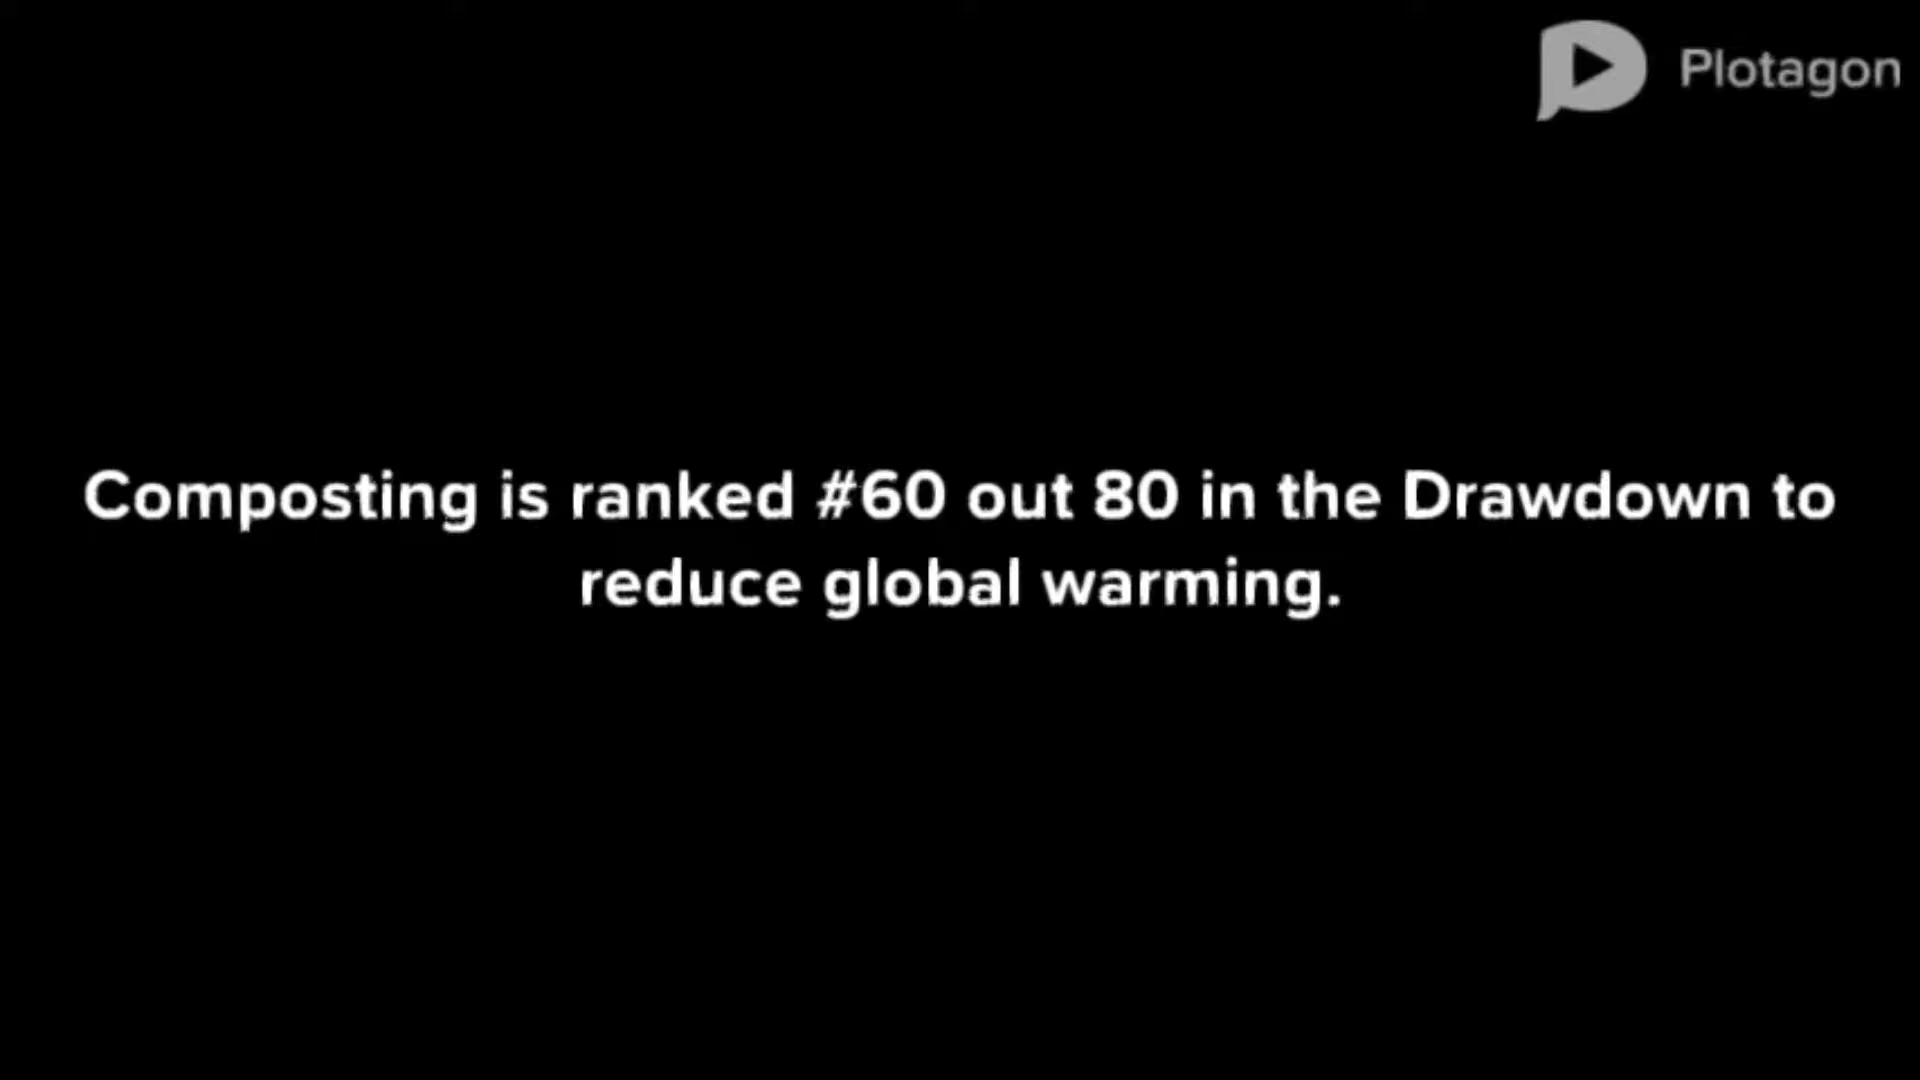 Plotagon
Composting is ranked #60 out 80 in the Drawdown to
reduce global warming.